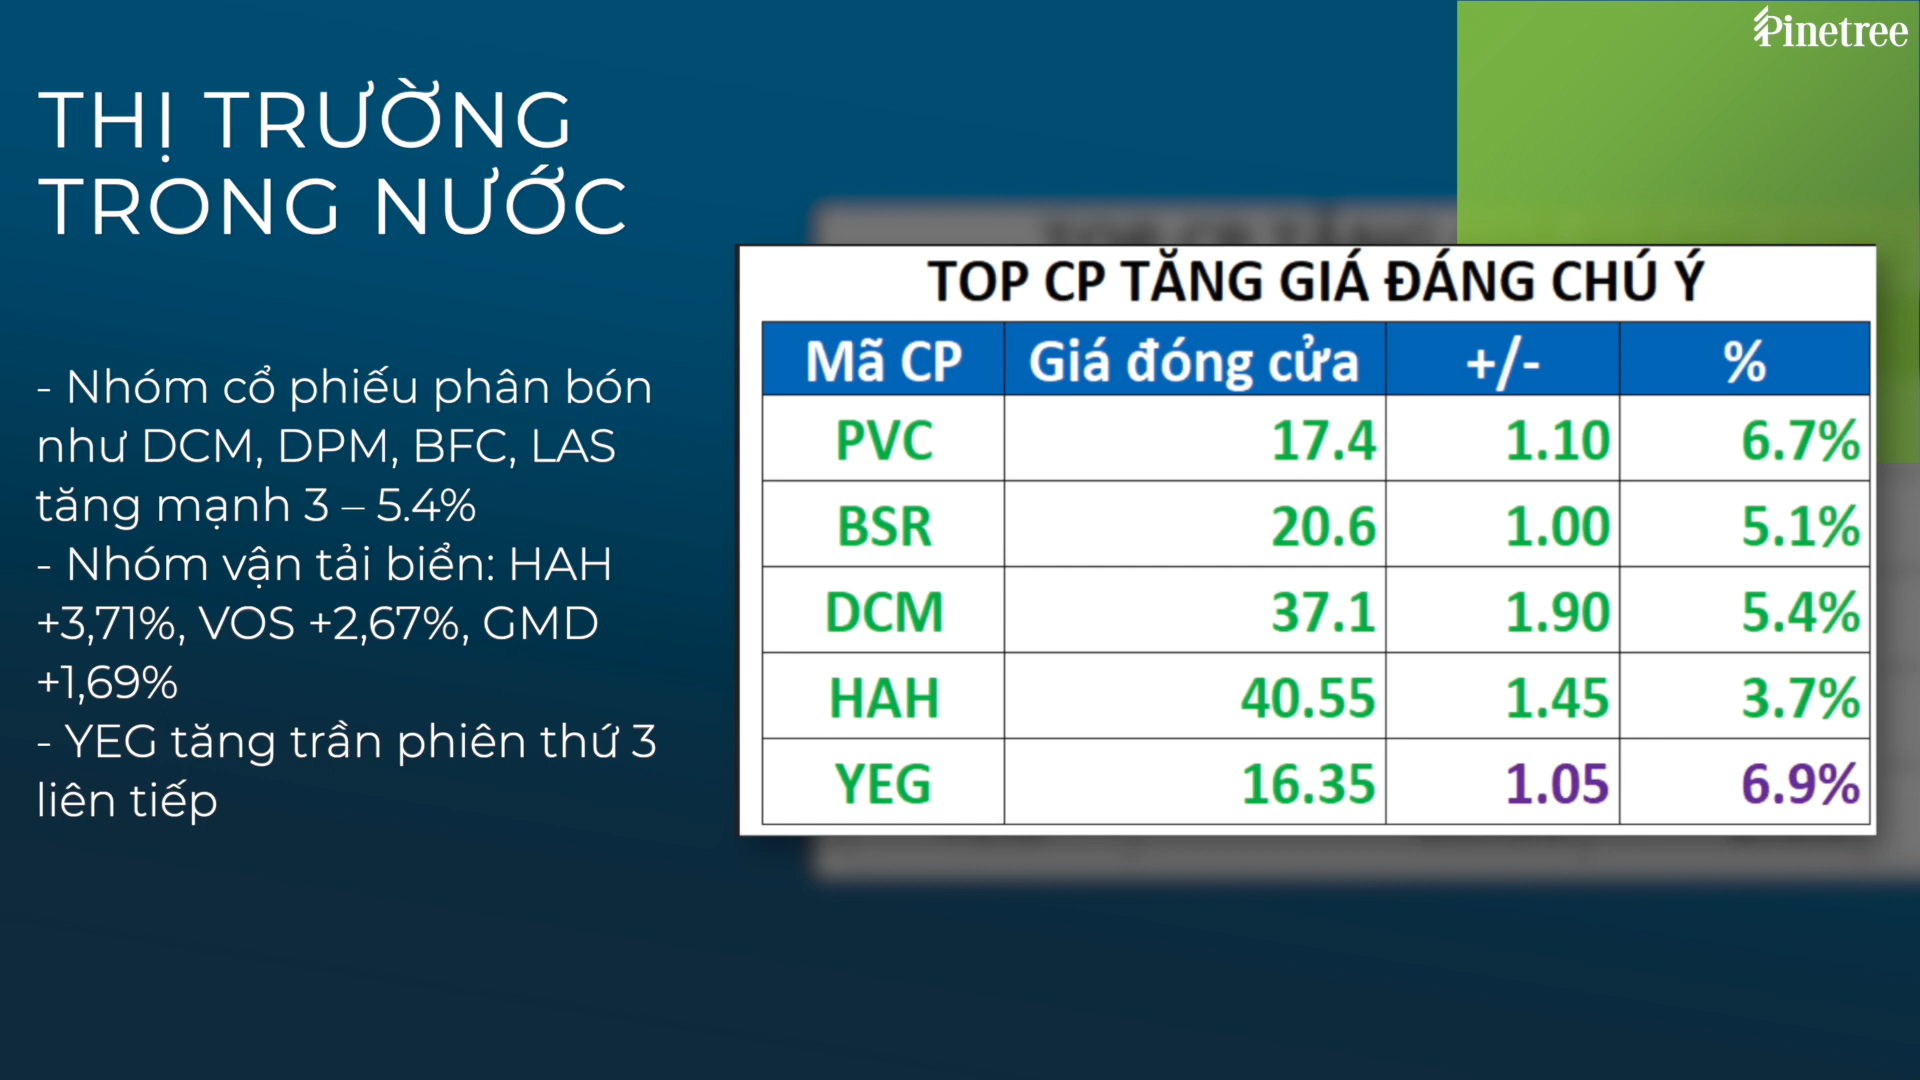 Pinetree
THỊ TRƯỜNG
TRONG NƯỚC
- Nhóm cổ phiếu phân bón
như DCM, DPM, BFC, LAS
tăng mạnh 3 – 5.4%
- Nhóm vận tải biển: HAH
+3,71%, VOS +2,67%, GMD
+1,69%
- YEG tăng trần phiên thứ 3
liên tiếp
TOP CP TĂNG GIÁ ĐÁNG CHÚ Ý
Mã CP Giá đóng cửa +/- %
PVC 17.4 1.10 6.7%
BSR 20.6 1.00 5.1%
DCM 37.1 1.90 5.4%
HAH 40.55 1.45 3.7%
YEG 16.35 1.05 6.9%